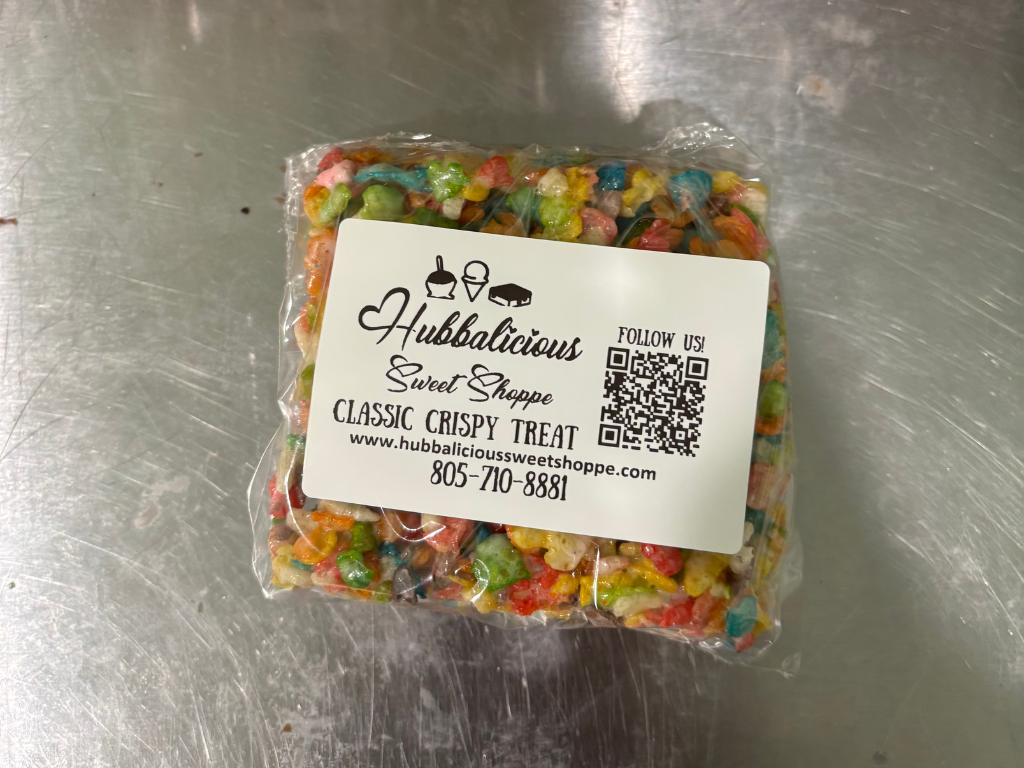 Hubbalicious
Sweet Shoppe
CLASSIC CRISPY TREAT
www.hubbalicioussweetshoppe.com
805-710-8881
FOLLOW US!